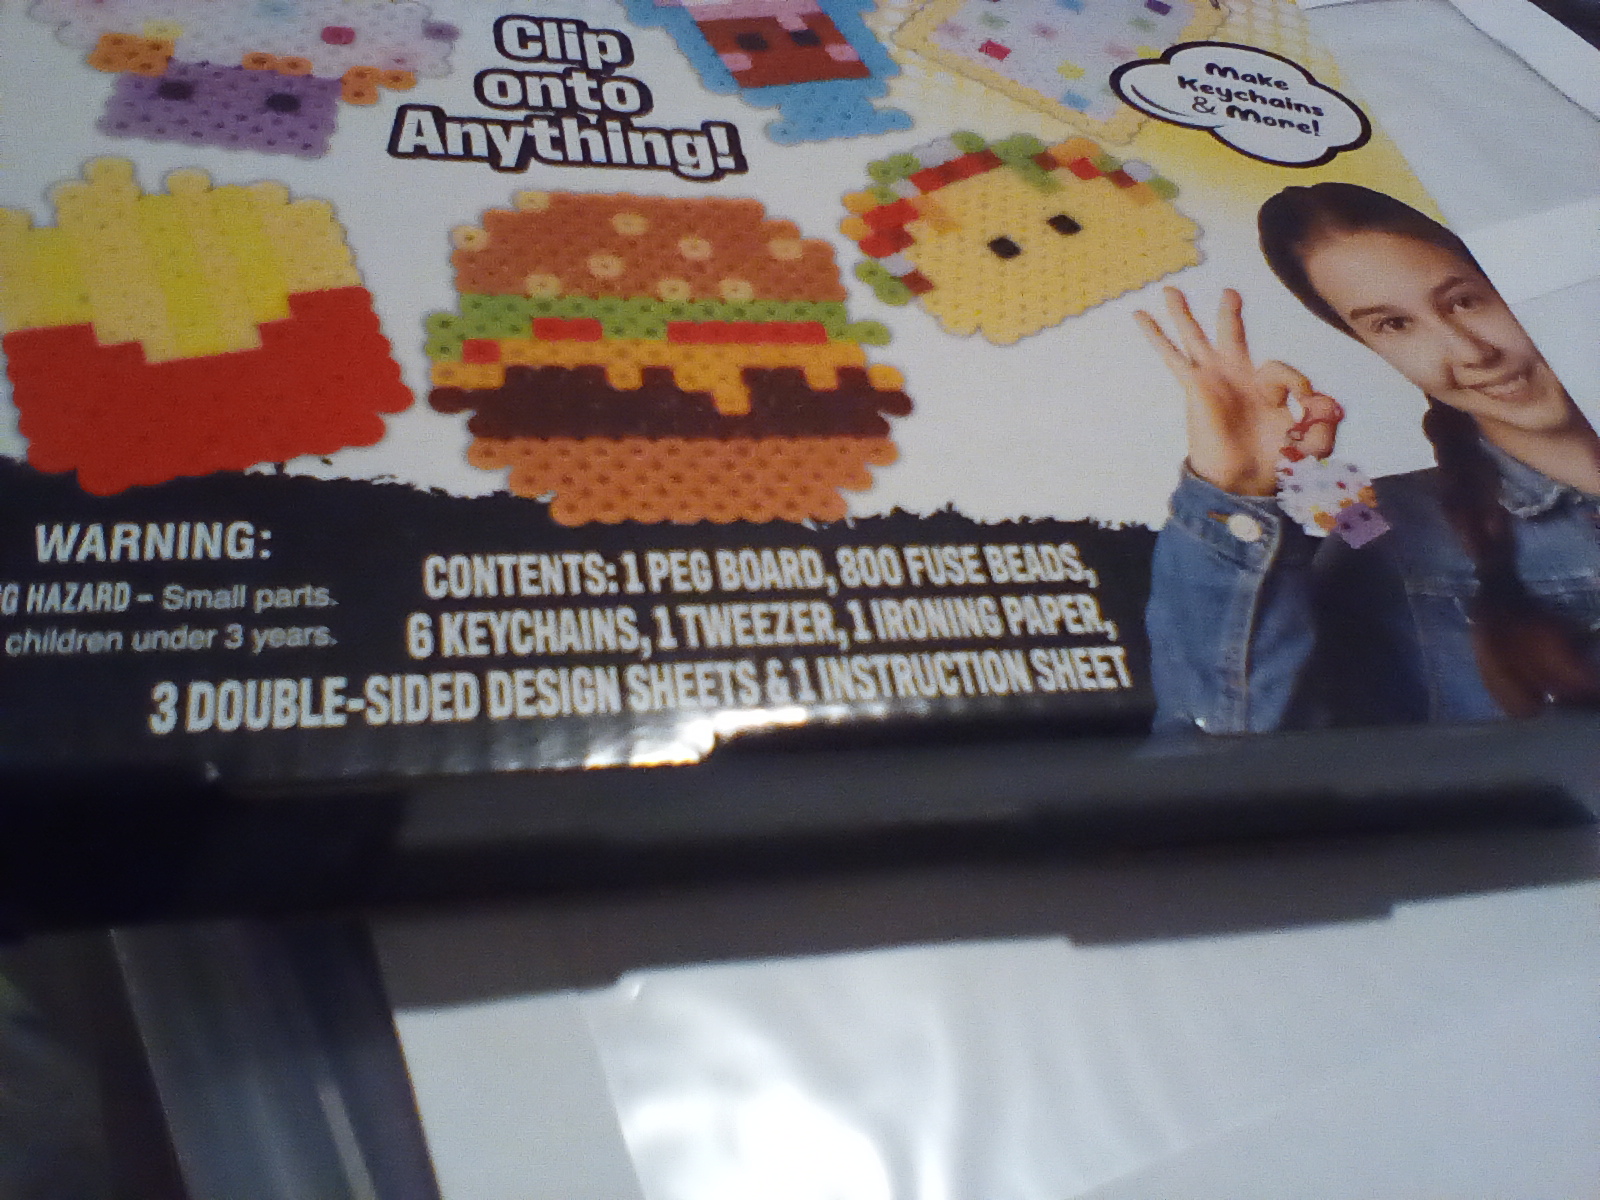 Clip
onto
Anything!
Make
Keychains
& More!
WARNING:
HAZARD – Small parts.
children under 3 years.
CONTENTS: 1 PEG BOARD, 800 FUSE BEADS,
6 KEYCHAINS, 1 TWEEZER, 1 IRONING PAPER,
3 DOUBLE-SIDED DESIGN SHEETS & 1 INSTRUCTION SHEET